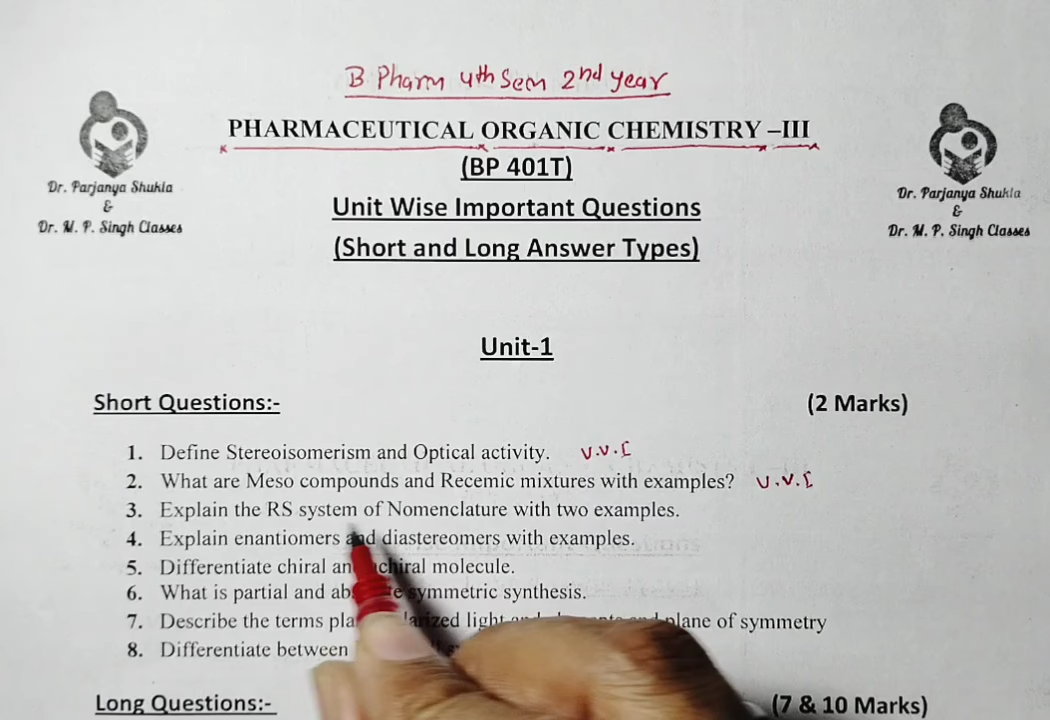 B Pharm 4th Sem 2nd year
PHARMACEUTICAL ORGANIC CHEMISTRY –III
(BP 401T)
Dr. Parjanya Shukla
&
Dr. M. P. Singh Classes
Dr. Parjanya Shukla
&
Dr. M. P. Singh Classes
Unit Wise Important Questions
(Short and Long Answer Types)
Unit-1
Short Questions:- (2 Marks)
1. Define Stereoisomerism and Optical activity. V.V.I
2. What are Meso compounds and Recemic mixtures with examples? V.V.I
3. Explain the RS system of Nomenclature with two examples.
4. Explain enantiomers and diastereomers with examples.
5. Differentiate chiral an chiral molecule.
6. What is partial and ab symmetric synthesis.
7. Describe the terms pla larized light and plane of symmetry
8. Differentiate between
Long Questions:- (7 & 10 Marks)